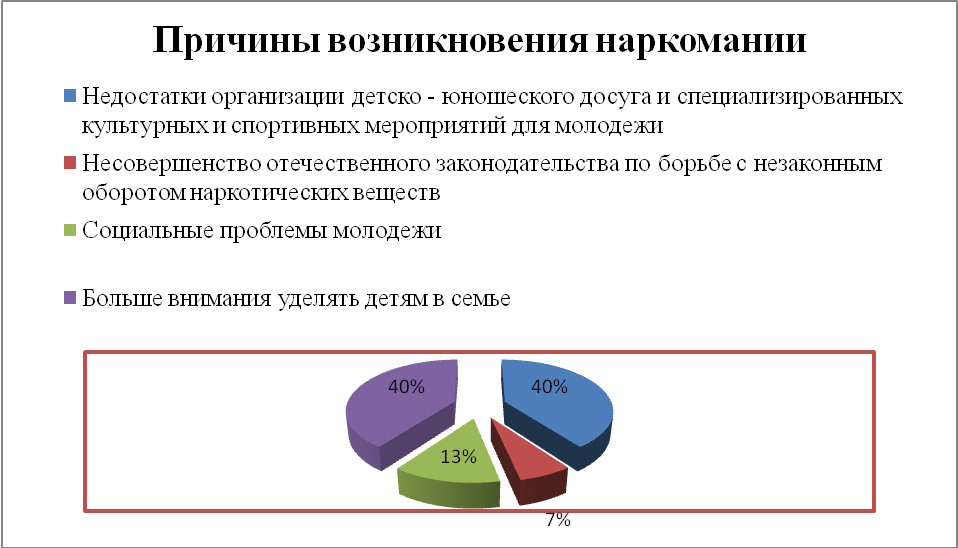 Причины возникновения наркомании
Недостатки организации детско - юношеского досуга и специализированных
культурных и спортивных мероприятий для молодежи
Несовершенство отечественного законодательства по борьбе с незаконным
оборотом наркотических веществ
Социальные проблемы молодежи
Больше внимания уделять детям в семье
40%
40%
13%
7%